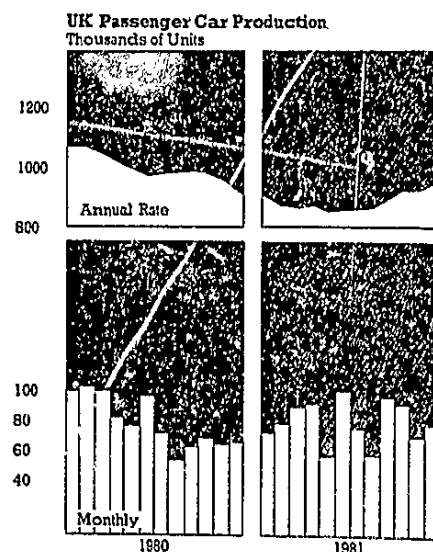 UK Passenger Car Production
Thousands of Units
1200
1000
800
Annual Rate
100
80
60
40
Monthly
1980
1981